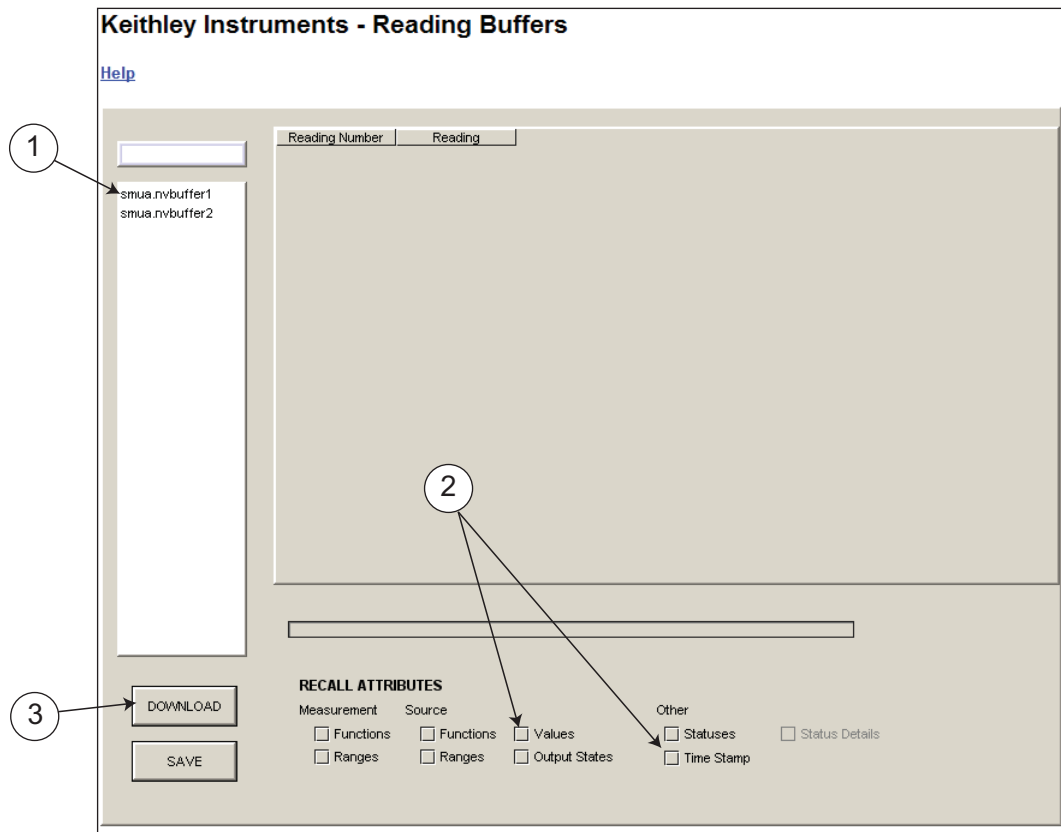 Keithley Instruments - Reading Buffers
Help
1
Reading Number Reading
smua.nvbuffer1
smua.nvbuffer2
2
RECALL ATTRIBUTES
3
DOWNLOAD
Measurement Source Other
Functions Functions Values Statuses Status Details
SAVE
Ranges Ranges Output States Time Stamp